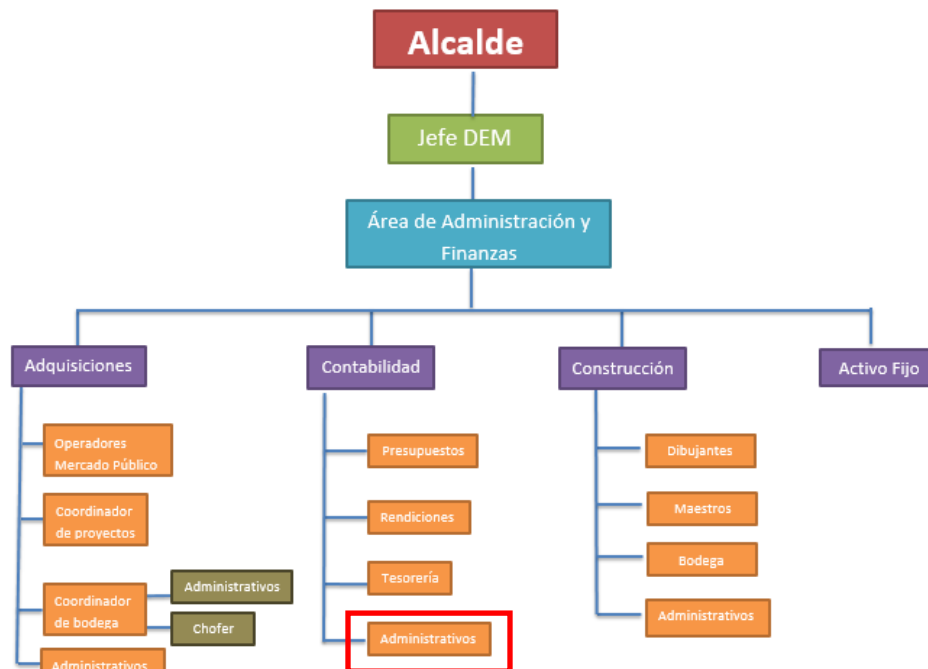 Alcalde
Jefe DEM
Área de Administración y
Finanzas
Adquisiciones
Contabilidad
Construcción
Activo Fijo
Operadores
Mercado Público
Coordinador
de proyectos
Coordinador
de bodega
Administrativos
Chofer
Administrativos
Presupuestos
Rendiciones
Tesorería
Administrativos
Dibujantes
Maestros
Bodega
Administrativos